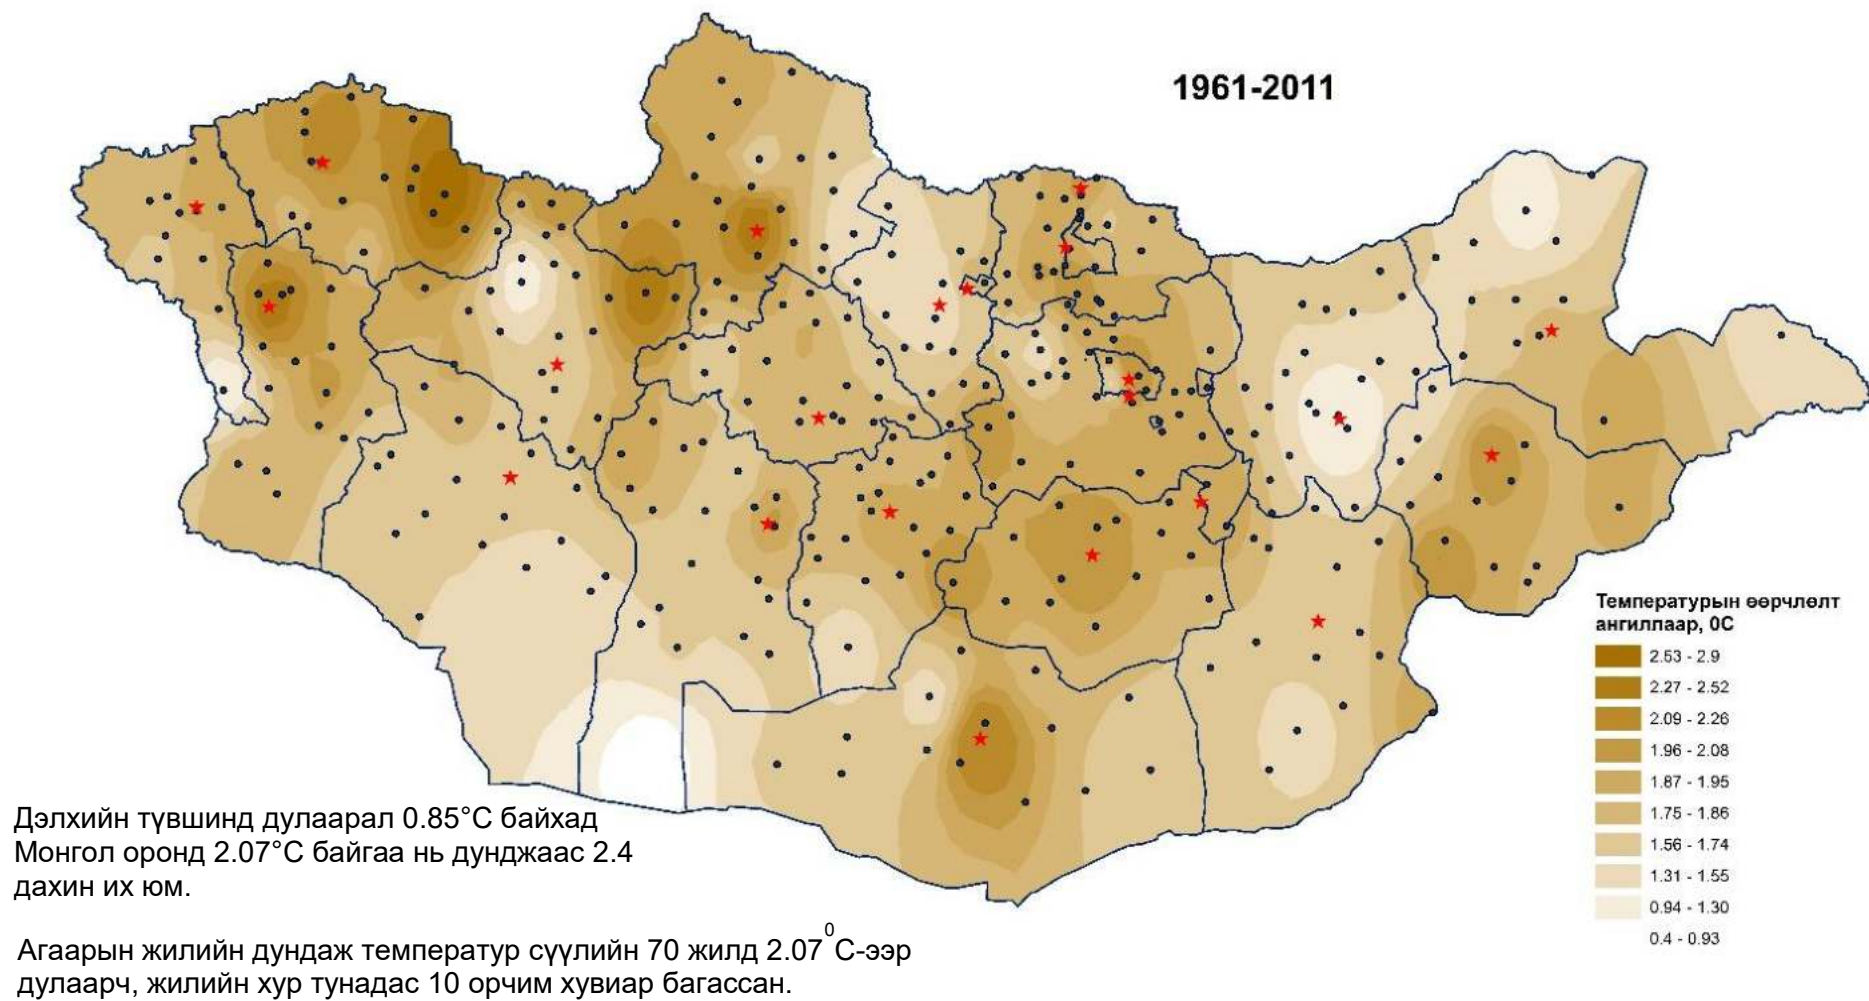 1961-2011
Температурын өөрчлөлт
ангиллаар, 0С
2.53 - 2.9
2.27 - 2.52
2.09 - 2.26
1.96 - 2.08
1.87 - 1.95
1.75 - 1.86
1.56 - 1.74
1.31 - 1.55
0.94 - 1.30
0.4 - 0.93
Дэлхийн түвшинд дулаарал 0.85°С байхад
Монгол оронд 2.07°С байгаа нь дунджаас 2.4
дахин их юм.
Агаарын жилийн дундаж температур сүүлийн 70 жилд 2.07⁰С-ээр
дулаарч, жилийн хур тунадас 10 орчим хувиар багассан.